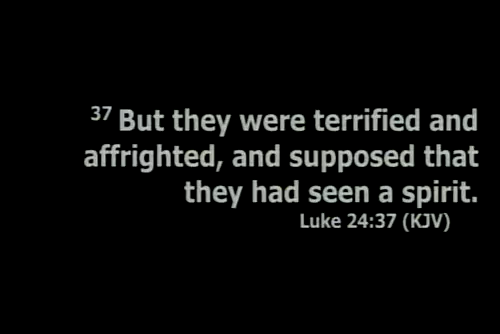 37 But they were terrified and
affrighted, and supposed that
they had seen a spirit.
Luke 24:37 (KJV)